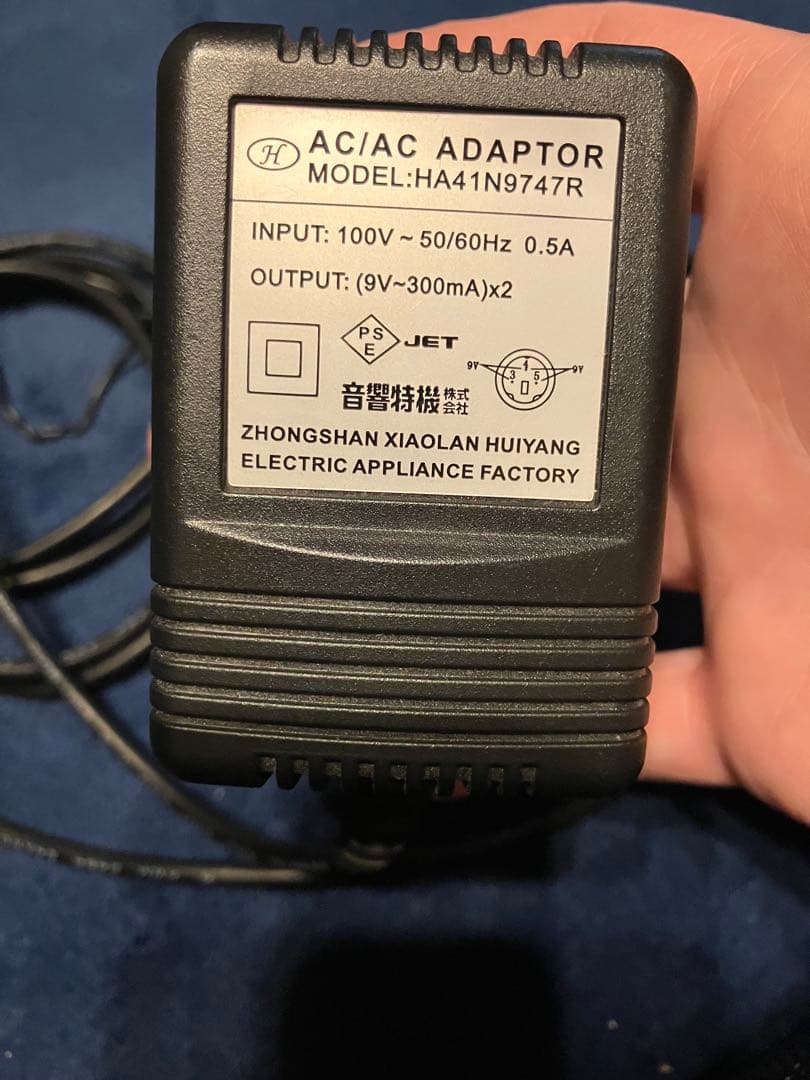 H AC/AC ADAPTOR
MODEL:HA41N9747R
INPUT: 100V ~ 50/60Hz 0.5A
OUTPUT: (9V~300mA)x2
PS
E
JET
9V 3 4 5 9V
音響特機株式会社
ZHONGSHAN XIAOLAN HUIYANG
ELECTRIC APPLIANCE FACTORY